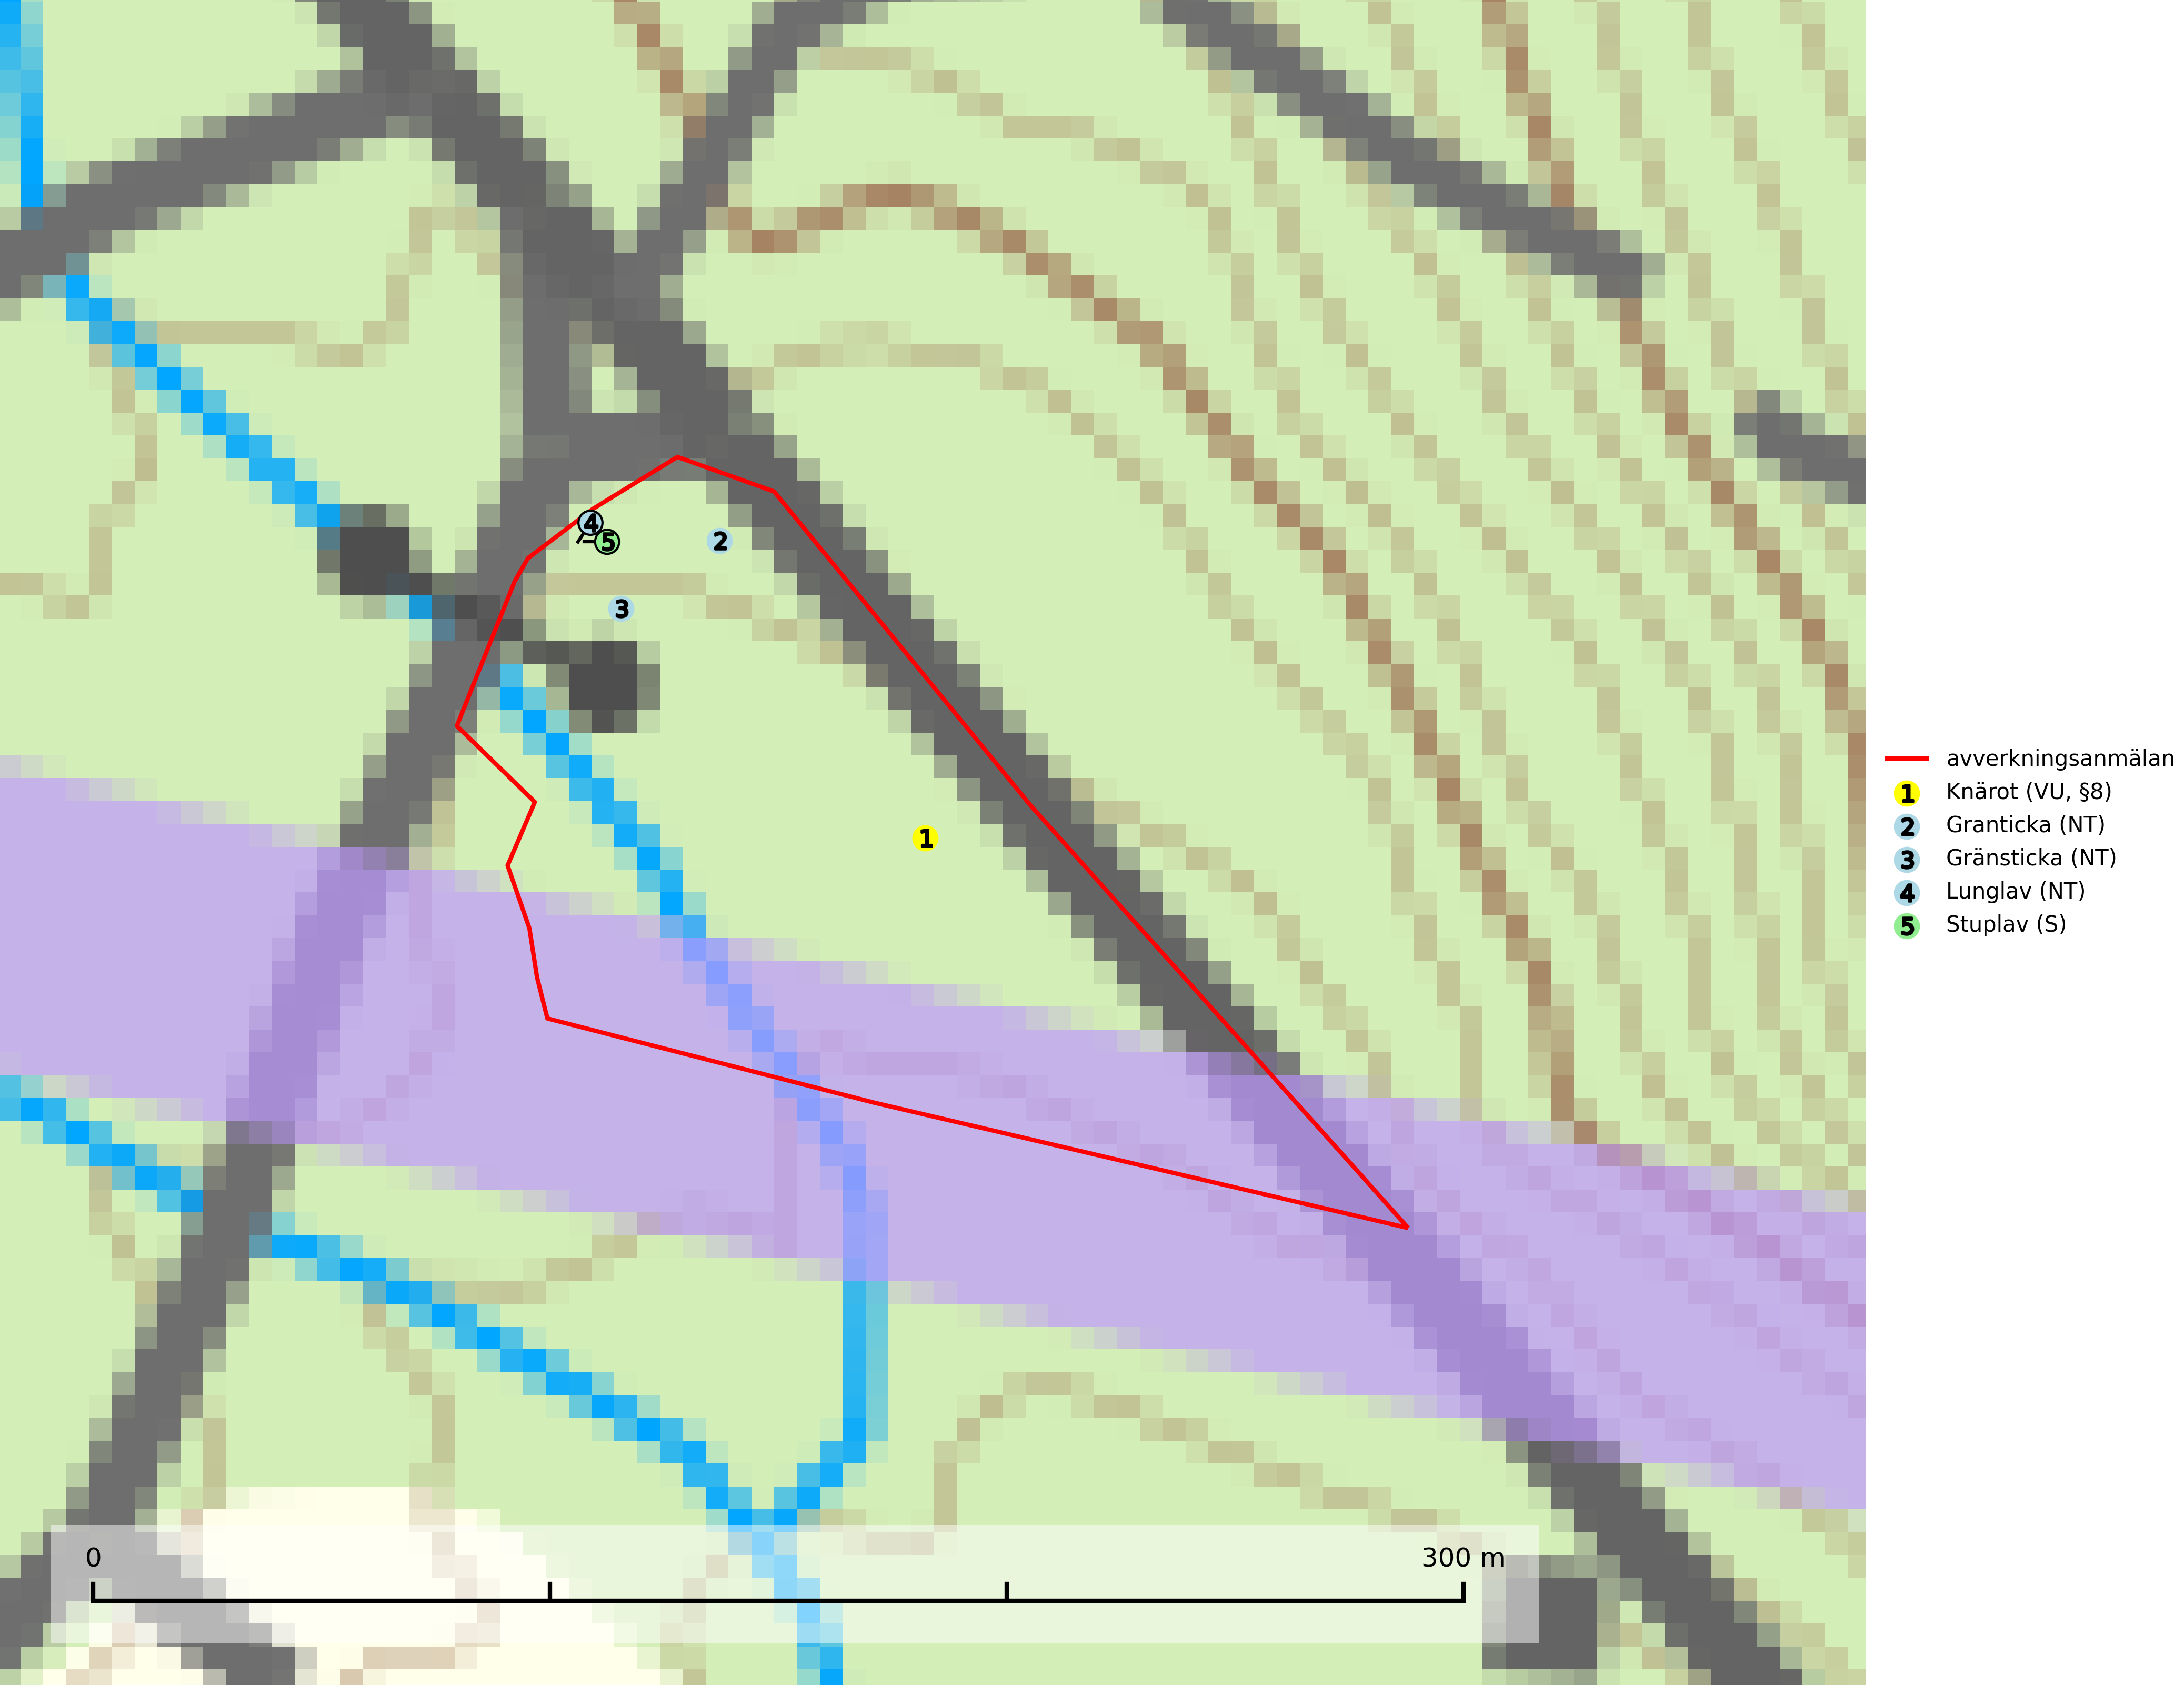 4
5
2
3
1
avverkningsanmälan
1 Knärot (VU, §8)
2 Granticka (NT)
3 Gränsticka (NT)
4 Lunglav (NT)
5 Stuplav (S)
0 300 m